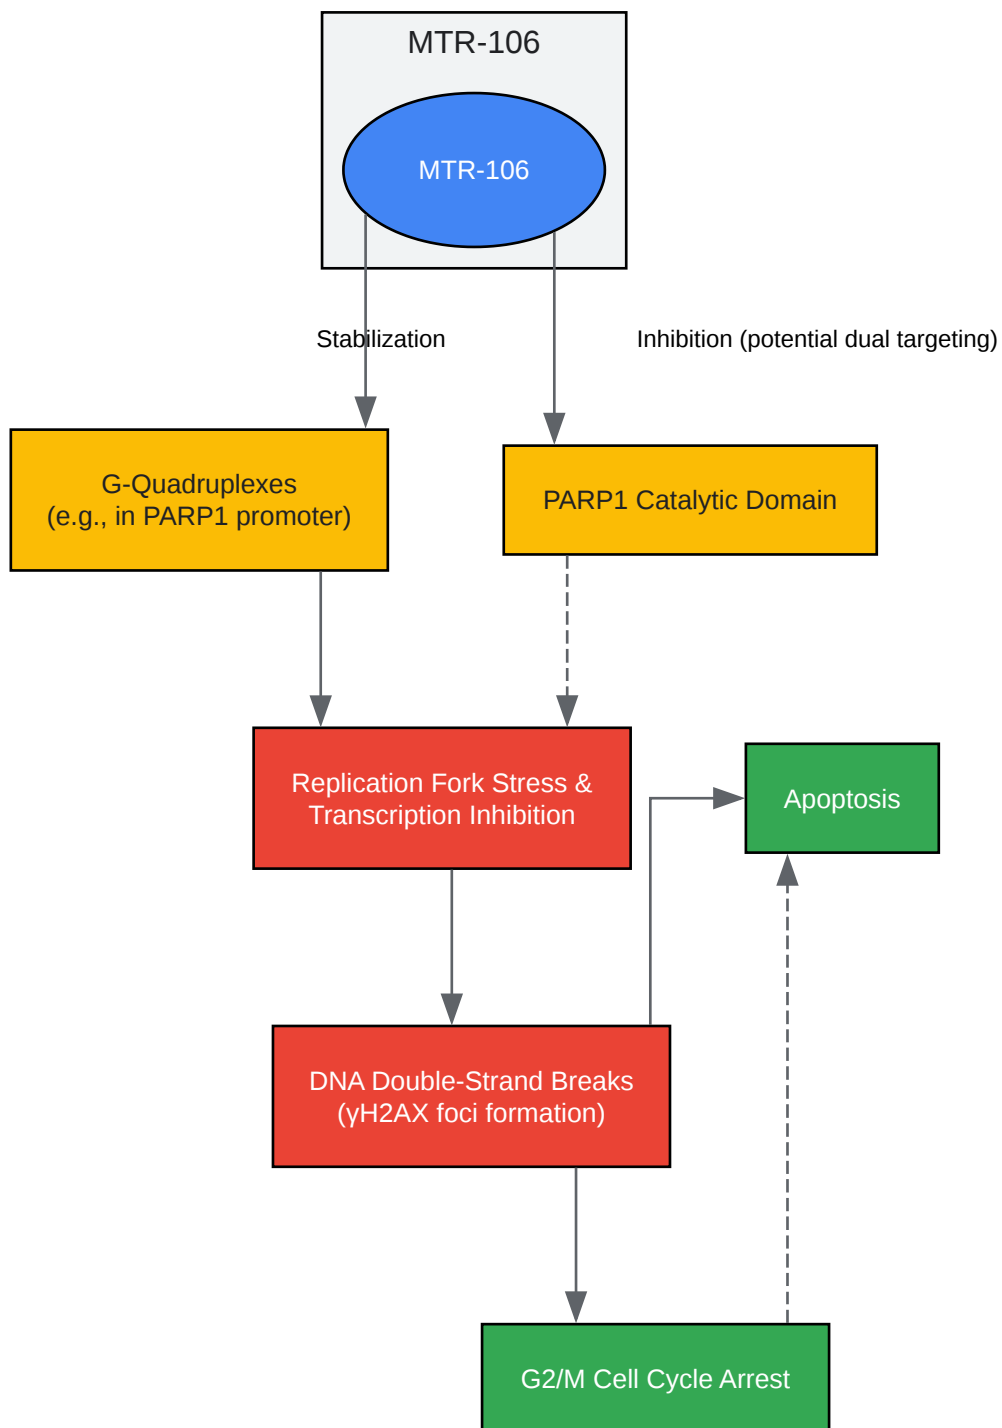 MTR-106
MTR-106
Stabilization
Inhibition (potential dual targeting)
G-Quadruplexes
(e.g., in PARP1 promoter)
PARP1 Catalytic Domain
Replication Fork Stress &
Transcription Inhibition
Apoptosis
DNA Double-Strand Breaks
(γH2AX foci formation)
G2/M Cell Cycle Arrest